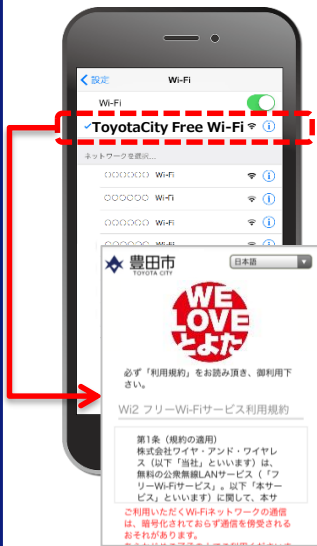 設定
Wi-Fi
Wi-Fi
ToyotaCity Free Wi-Fi
ネットワークを選択...
○○○○○○ Wi-Fi
○○○○○○ Wi-Fi
○○○○○○ Wi-Fi
○○○○○○ Wi-Fi
豊田市
TOYOTA CITY
日本語
WE
LOVE
とよた
必ず「利用規約」をお読み頂き、御利用下
さい。
Wi2 フリーWi-Fiサービス利用規約
第1条（規約の適用）
株式会社ワイヤ・アンド・ワイヤレ
ス（以下「当社」といいます）は、
無料の公衆無線LANサービス（「フ
リーWi-Fiサービス」。以下「本サー
ビス」といいます）に関して、本サ
ご利用いただくWi-Fiネットワークの通信
は、暗号化されておらず通信を傍受される
おそれがあります。